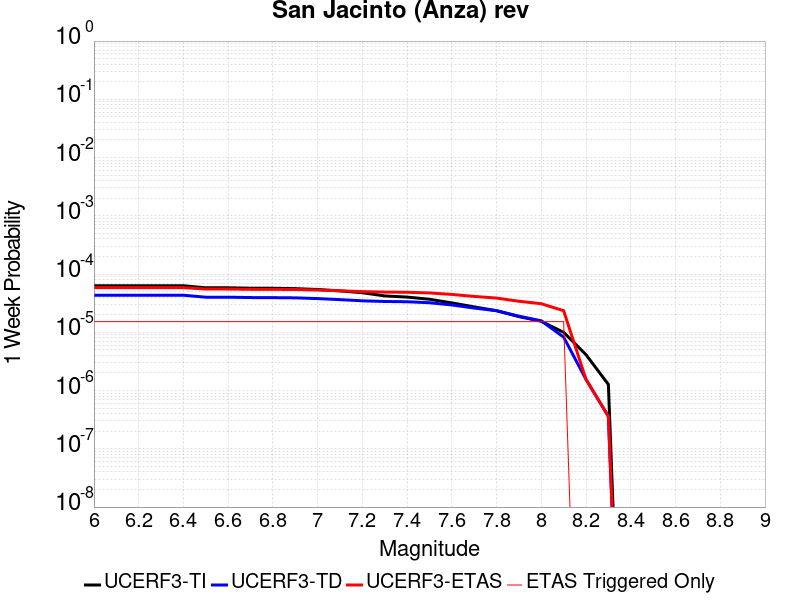 San Jacinto (Anza) rev
10^0
10^-1
10^-2
10^-3
10^-4
10^-5
10^-6
10^-7
10^-8
1 Week Probability
6 6.2 6.4 6.6 6.8 7 7.2 7.4 7.6 7.8 8 8.2 8.4 8.6 8.8 9
Magnitude
UCERF3-TI UCERF3-TD UCERF3-ETAS ETAS Triggered Only